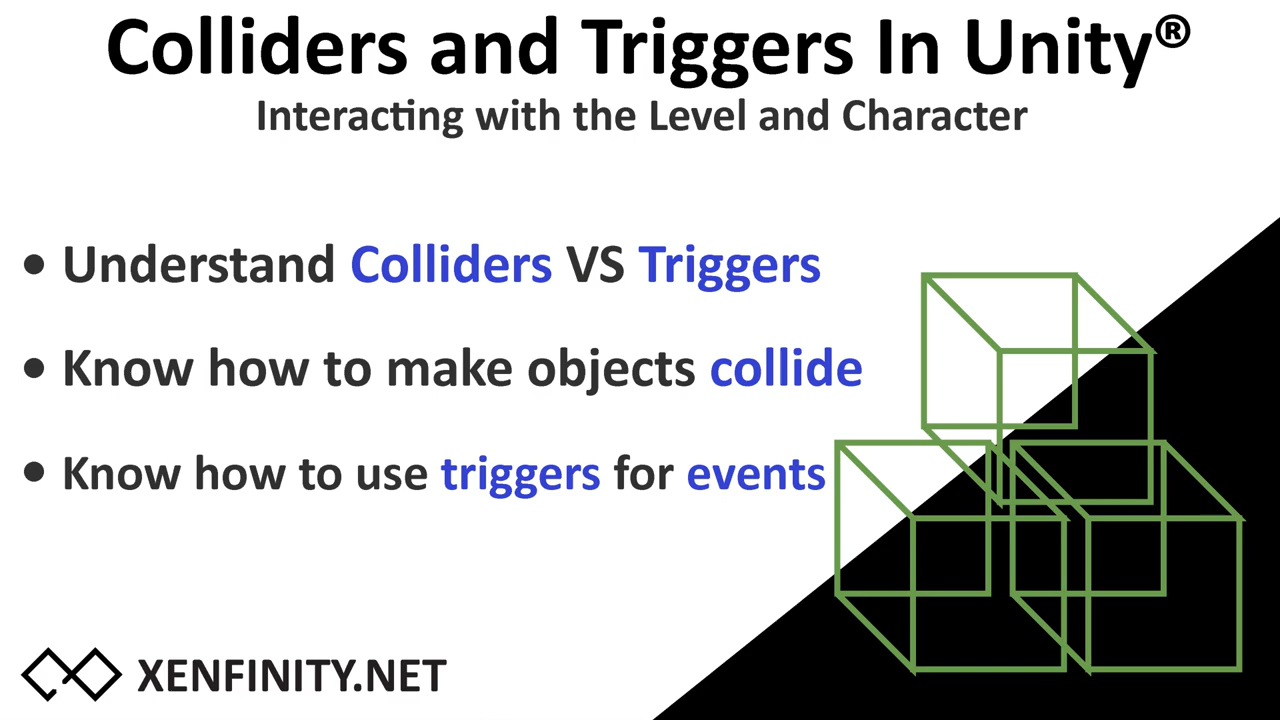 Colliders and Triggers In Unity®
Interacting with the Level and Character
• Understand Colliders VS Triggers
• Know how to make objects collide
• Know how to use triggers for events
XENFINITY.NET